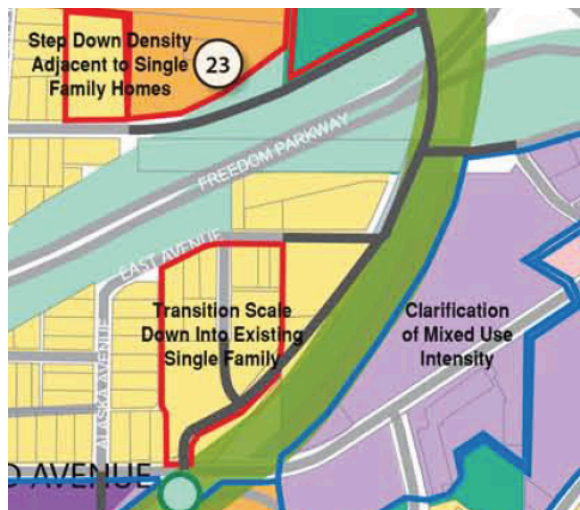 Step Down Density
Adjacent to Single
Family Homes
23
FREEDOM PARKWAY
EAST AVENUE
Transition Scale
Down Into Existing
Single Family
Clarification
of Mixed Use
Intensity
ALASKA AVENUE
D AVENUE